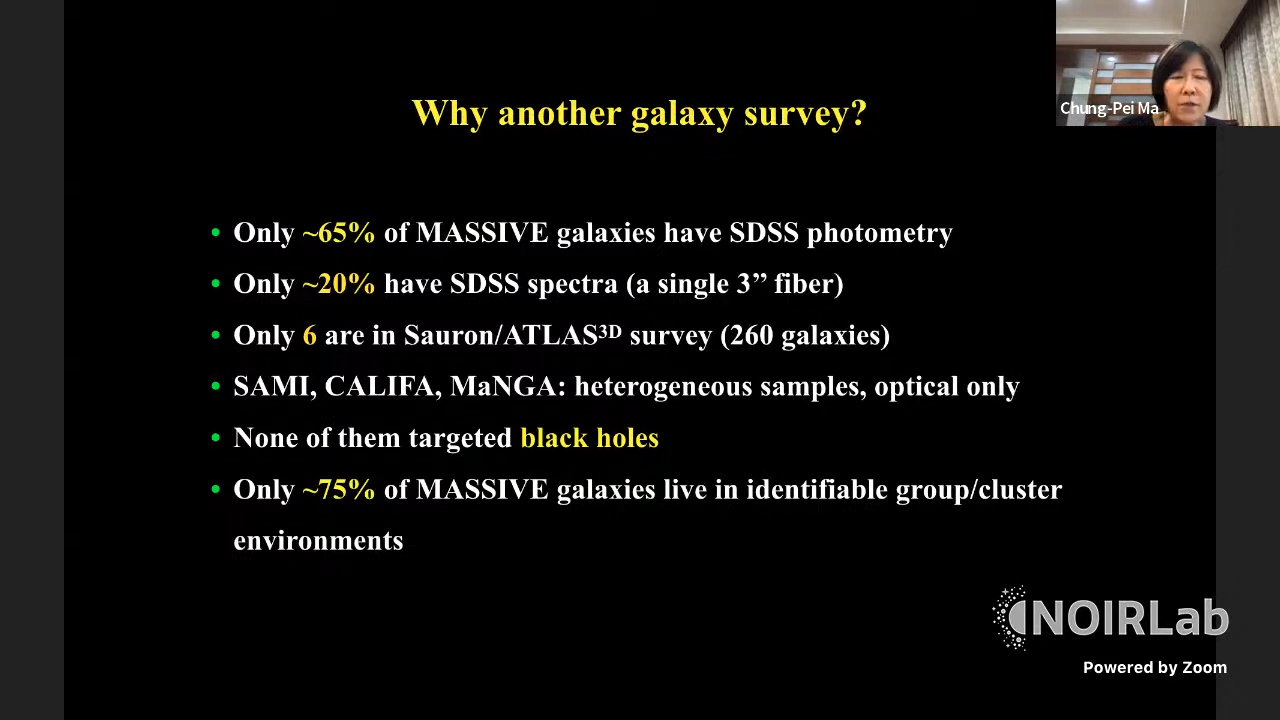 Why another galaxy survey?
Chung-Pei Ma
• Only ~65% of MASSIVE galaxies have SDSS photometry
• Only ~20% have SDSS spectra (a single 3’’ fiber)
• Only 6 are in Sauron/ATLAS³ᴰ survey (260 galaxies)
• SAMI, CALIFA, MaNGA: heterogeneous samples, optical only
• None of them targeted black holes
• Only ~75% of MASSIVE galaxies live in identifiable group/cluster
environments
NOIRLab
Powered by Zoom